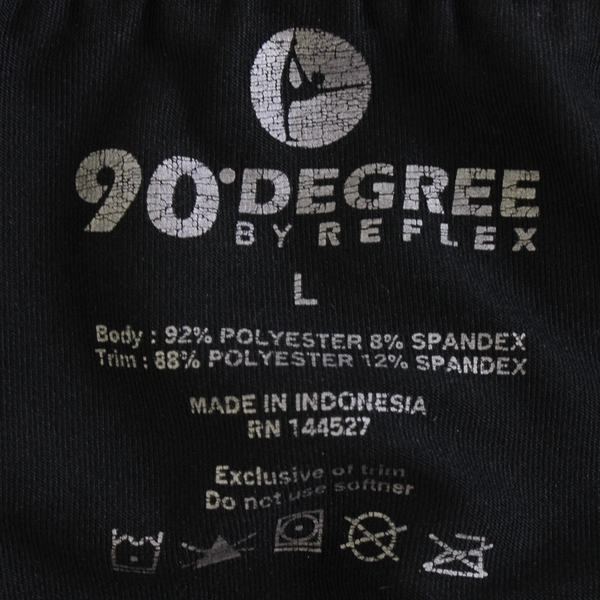 90°DEGREE
BY REFLEX
L
Body : 92% POLYESTER 8% SPANDEX
Trim : 88% POLYESTER 12% SPANDEX
MADE IN INDONESIA
RN 144527
Exclusive of trim
Do not use softner